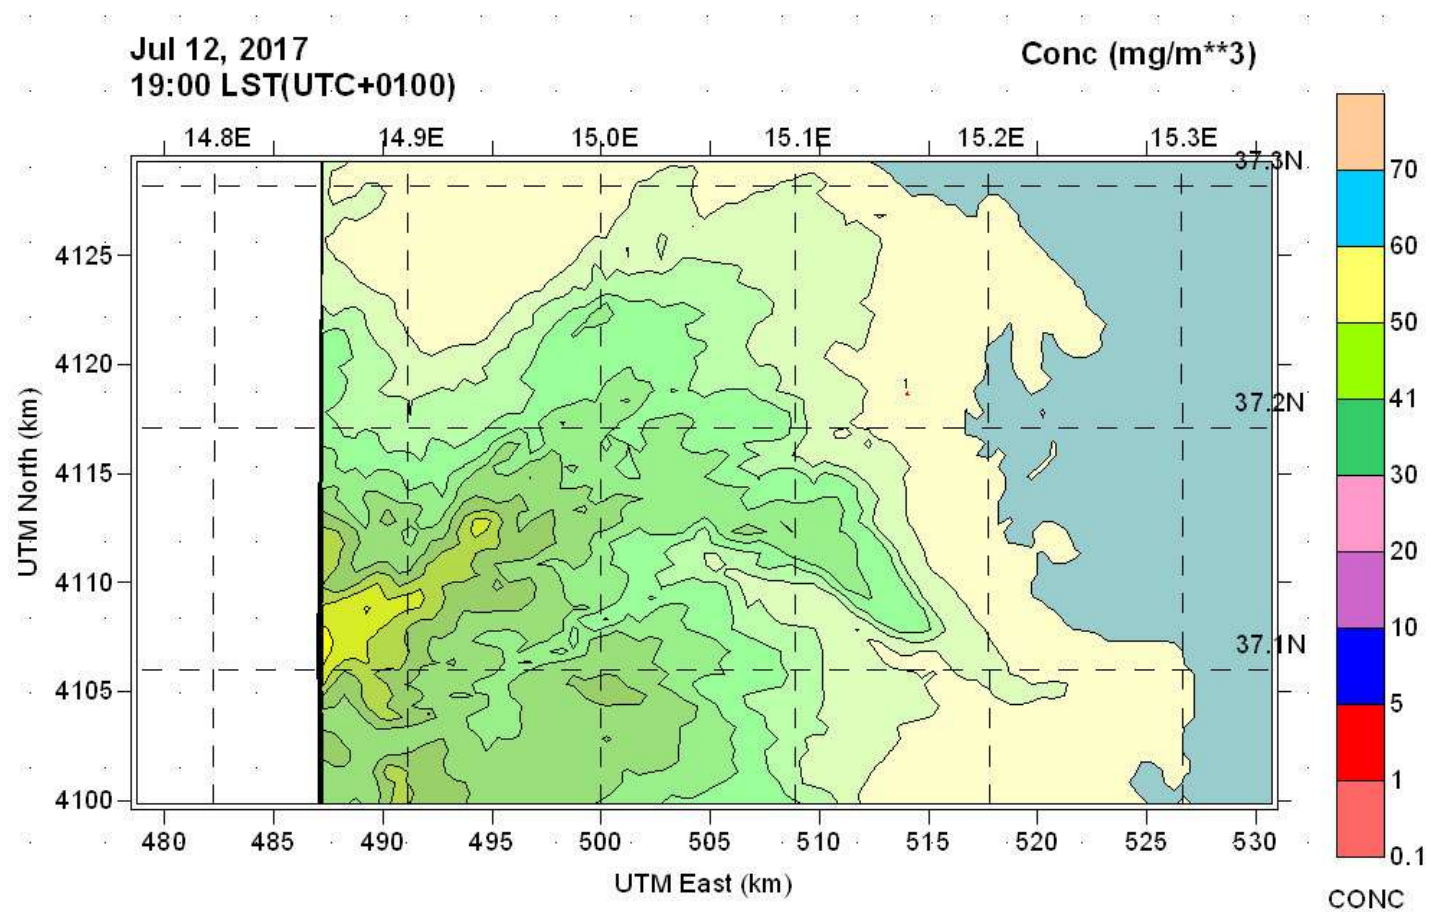 Jul 12, 2017
19:00 LST(UTC+0100)
Conc (mg/m**3)
14.8E 14.9E 15.0E 15.1E 15.2E 15.3E
37.3N
70
60
4125
1
50
4120
1
41
37.2N
30
4115
20
4110
10
37.1N
4105
5
1
4100
0.1
480 485 490 495 500 505 510 515 520 525 530
UTM North (km)
UTM East (km)
CONC